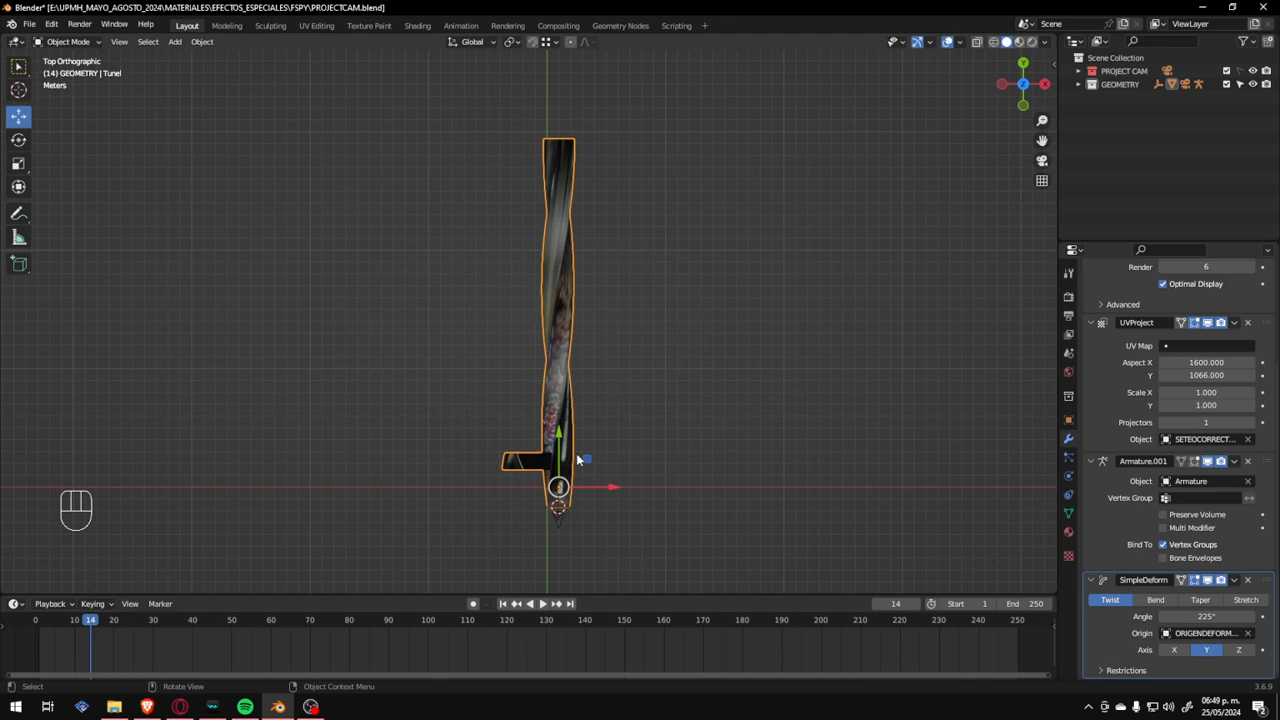 Blender* [E:\UPMH_MAYO_AGOSTO_2024\MATERIALES\EFECTOS_ESPECIALES\FSPY\PROJECTCAM.blend]
File Edit Render Window Help Layout Modeling Sculpting UV Editing Texture Paint Shading Animation Rendering Compositing Geometry Nodes Scripting Scene ViewLayer
Object Mode View Select Add Object Global
Top Orthographic
(14) GEOMETRY | Tunel
Meters
Y
Z
X
Scene Collection
PROJECT CAM
GEOMETRY
Render 6
Optimal Display
Advanced
UVProject
UV Map
Aspect X 1600.000
Y 1066.000
Scale X 1.000
Y 1.000
Projectors 1
Object SETEOCORRECT...
Armature.001
Object Armature
Vertex Group
Preserve Volume
Multi Modifier
Bind To Vertex Groups
Bone Envelopes
SimpleDeform
Twist Bend Taper Stretch
Angle 225°
Origin ORIGENDEFORM...
Axis X Y Z
Restrictions
Playback Keying View Marker 14 Start 1 End 250
0 10 14 20 30 40 50 60 70 80 90 100 110 120 130 140 150 160 170 180 190 200 210 220 230 240 250
Select Rotate View Object Context Menu 3.6.9
06:49 p. m.
25/05/2024
2